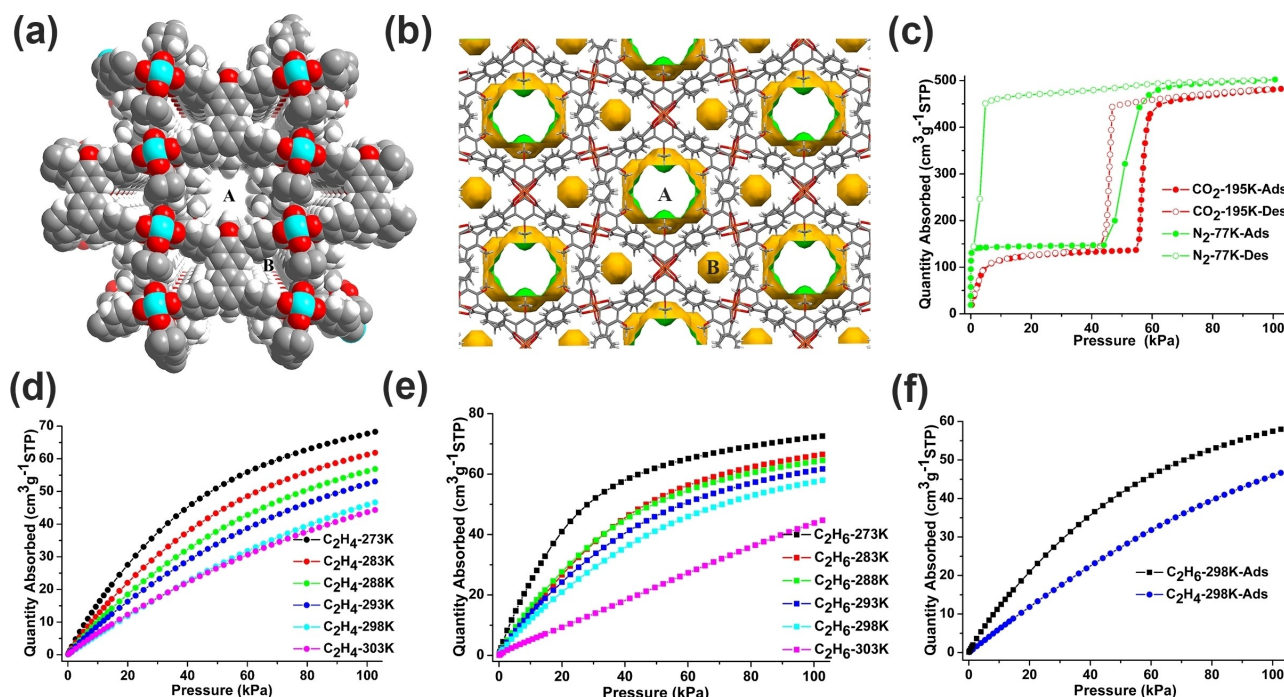 (a)
A
B
(b)
A
B
(c)
Quantity Absorbed (cm³g⁻¹STP)
500
400
300
200
100
0
CO₂-195K-Ads
CO₂-195K-Des
N₂-77K-Ads
N₂-77K-Des
0 20 40 60 80 100
Pressure (kPa)
(d)
Quantity Absorbed (cm³g⁻¹STP)
70
60
50
40
30
20
10
0
C₂H₄-273K
C₂H₄-283K
C₂H₄-288K
C₂H₄-293K
C₂H₄-298K
C₂H₄-303K
0 20 40 60 80 100
Pressure (kPa)
(e)
Quantity Absorbed (cm³g⁻¹STP)
80
60
40
20
0
C₂H₆-273K
C₂H₆-283K
C₂H₆-288K
C₂H₆-293K
C₂H₆-298K
C₂H₆-303K
0 20 40 60 80 100
Pressure (kPa)
(f)
Quantity Absorbed (cm³g⁻¹STP)
60
50
40
30
20
10
0
C₂H₆-298K-Ads
C₂H₄-298K-Ads
0 20 40 60 80 100
Pressure (kPa)